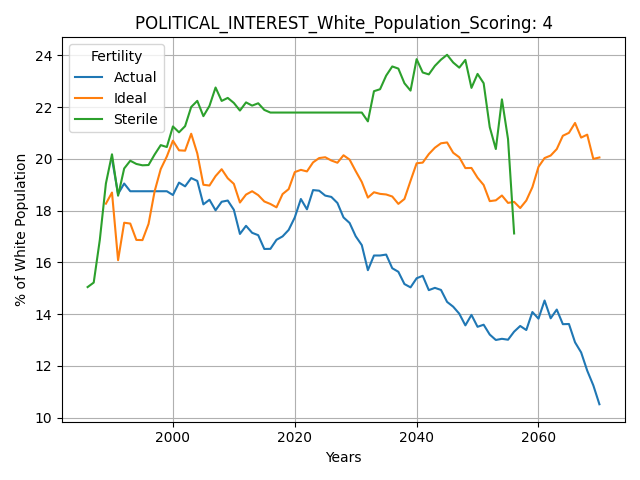 POLITICAL_INTEREST_White_Population_Scoring: 4
Fertility
Actual
Ideal
Sterile
% of White Population
24
22
20
18
16
14
12
10
2000 2020 2040 2060
Years